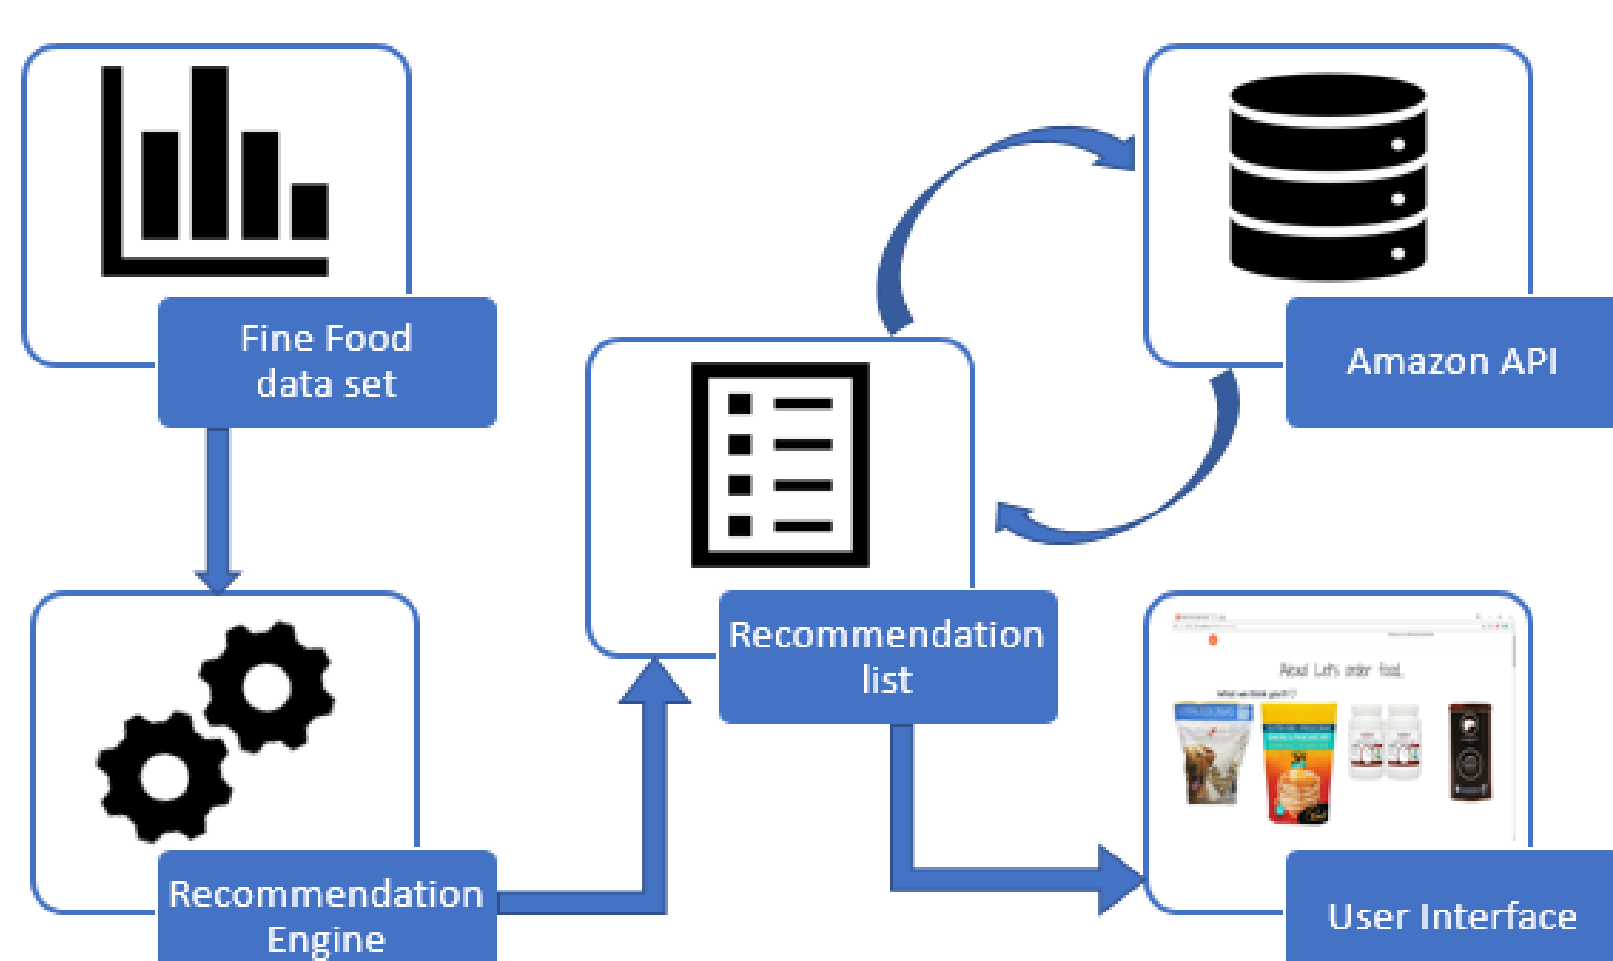 Fine Food
data set
Amazon API
Recommendation
list
Recommendation
Engine
User Interface